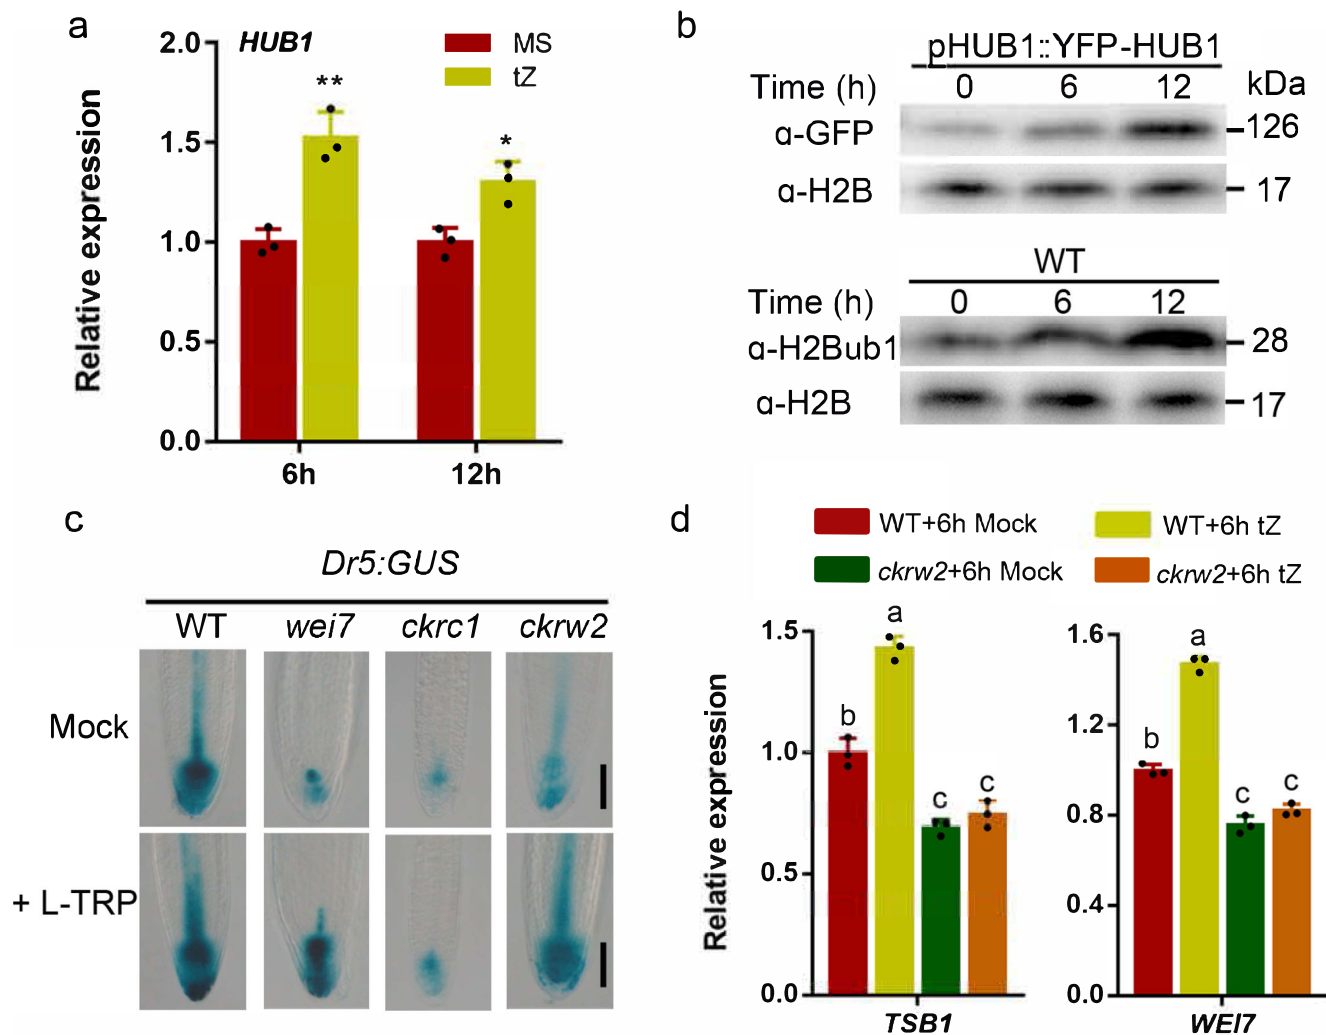 a
HUB1
MS
tZ
**
*
Relative expression
2.0
1.5
1.0
0.5
0.0
6h
12h
b
pHUB1::YFP-HUB1
Time (h) 0 6 12 kDa
ɑ-GFP 126
ɑ-H2B 17
WT
Time (h) 0 6 12
ɑ-H2Bub1 28
ɑ-H2B 17
c
Dr5:GUS
WT wei7 ckrc1 ckrw2
Mock
+ L-TRP
d
WT+6h Mock WT+6h tZ
ckrw2+6h Mock ckrw2+6h tZ
Relative expression
1.5
1.0
0.5
0.0
b a c c
TSB1
1.6
1.2
0.8
0.4
0.0
b a c c
WEI7